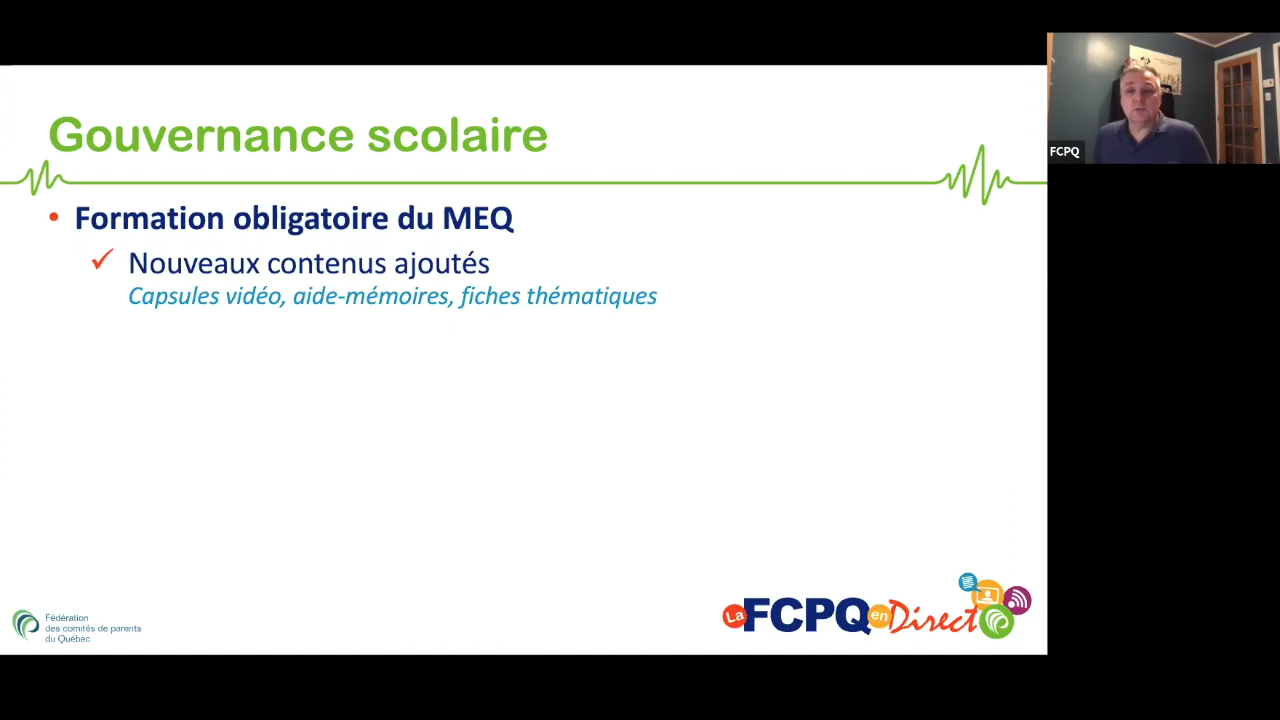 Gouvernance scolaire
FCPQ
• Formation obligatoire du MEQ
✓ Nouveaux contenus ajoutés
Capsules vidéo, aide-mémoires, fiches thématiques
Fédération
des comités de parents
du Québec
La FCPQ en Direct